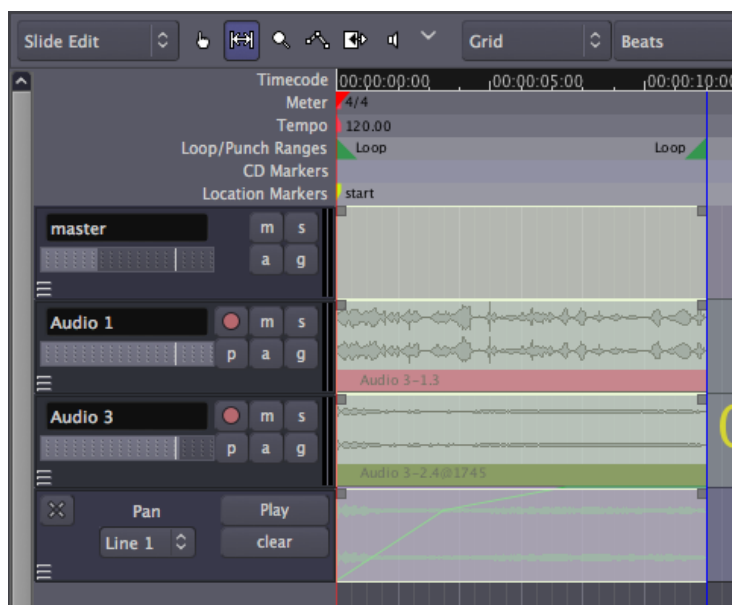 Slide Edit Grid Beats
Timecode 00:00:00:00 00:00:05:00 00:00:10:00
Meter 4/4
Tempo 120.00
Loop/Punch Ranges Loop Loop
CD Markers
Location Markers start
master m s
a g
Audio 1 m s
p a g
Audio 3-1.3
Audio 3 m s
p a g
Audio 3-2.4@1745
Pan Play
Line 1 clear